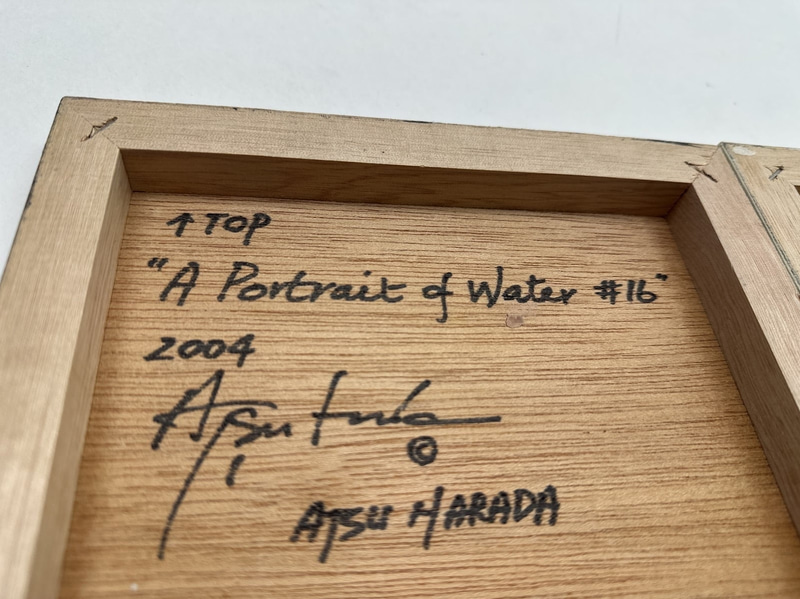 ↑ TOP
"A Portrait of Water #16"
2004
©
ATSU HARADA